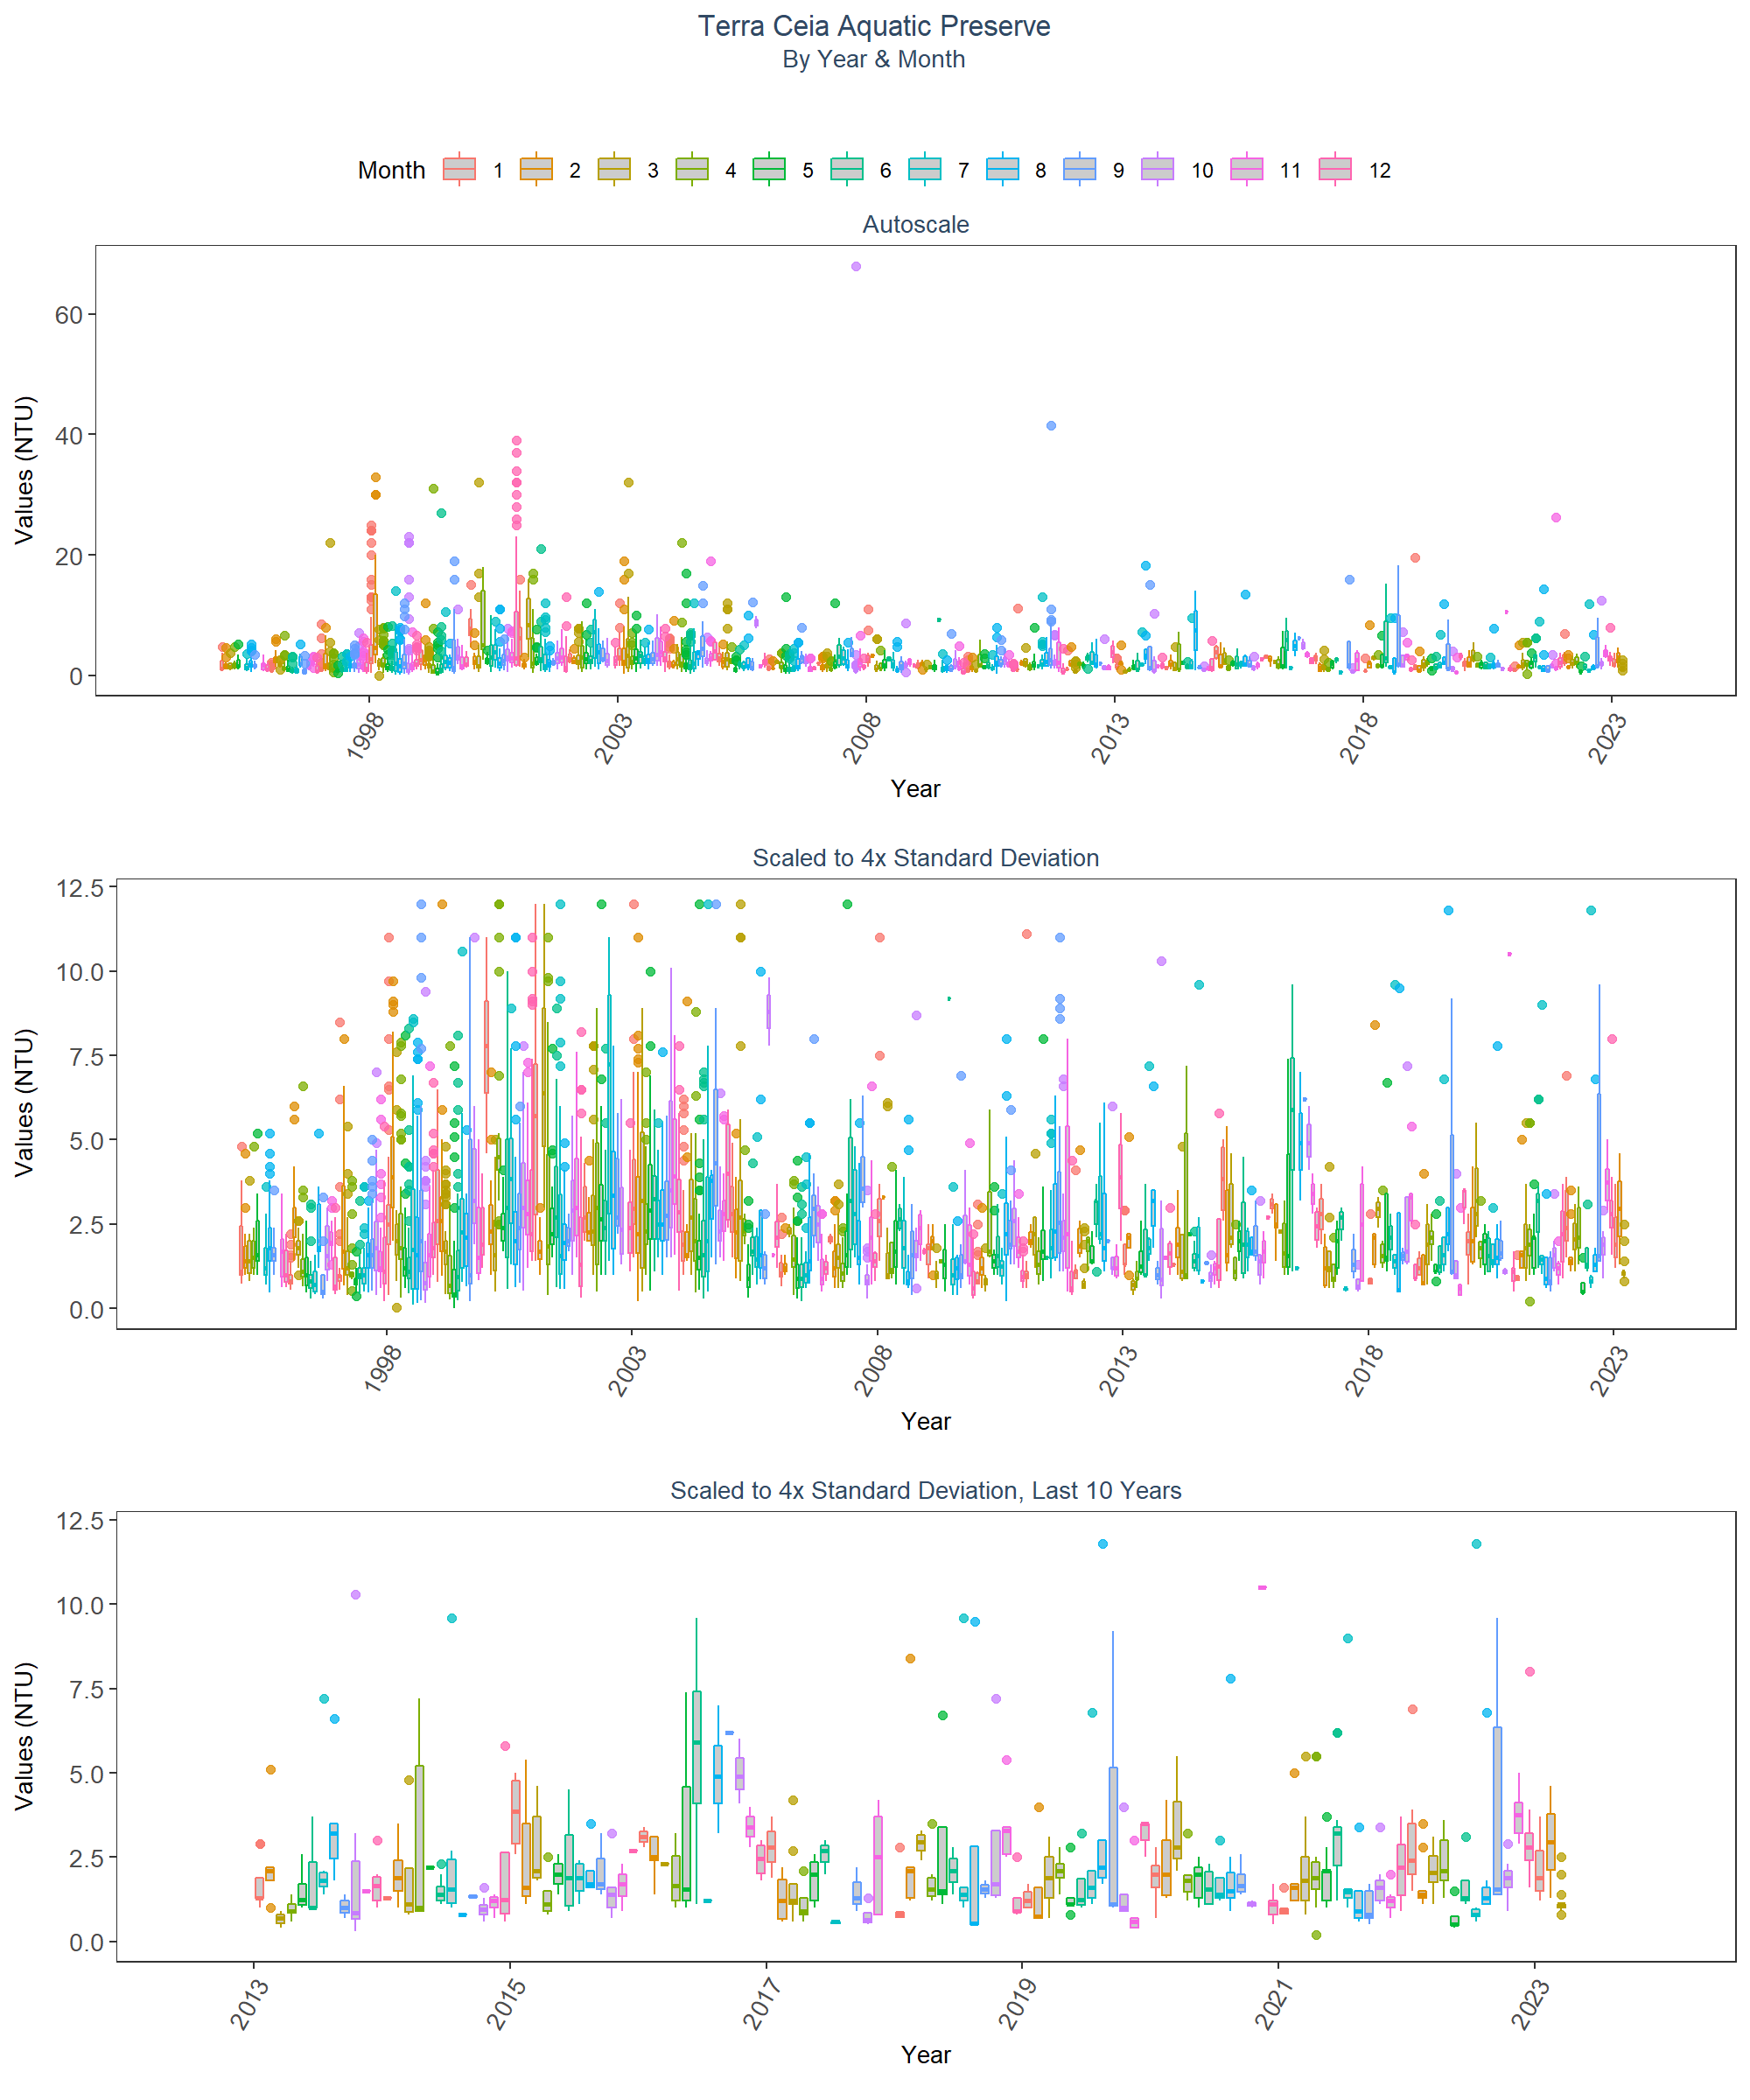 Terra Ceia Aquatic Preserve
By Year & Month
Month 1 2 3 4 5 6 7 8 9 10 11 12
Autoscale
Values (NTU)
60
40
20
0
1998 2003 2008 2013 2018 2023
Year
Scaled to 4x Standard Deviation
Values (NTU)
12.5
10.0
7.5
5.0
2.5
0.0
1998 2003 2008 2013 2018 2023
Year
Scaled to 4x Standard Deviation, Last 10 Years
Values (NTU)
12.5
10.0
7.5
5.0
2.5
0.0
2013 2015 2017 2019 2021 2023
Year